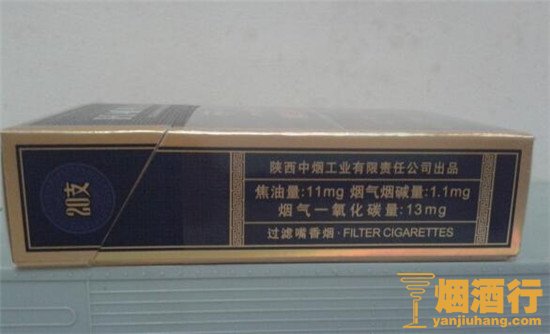 20支
陕西中烟工业有限责任公司出品
焦油量:11mg 烟气烟碱量:1.1mg
烟气一氧化碳量:13mg
过滤嘴香烟·FILTER CIGARETTES
烟酒行
yanjiuhang.com